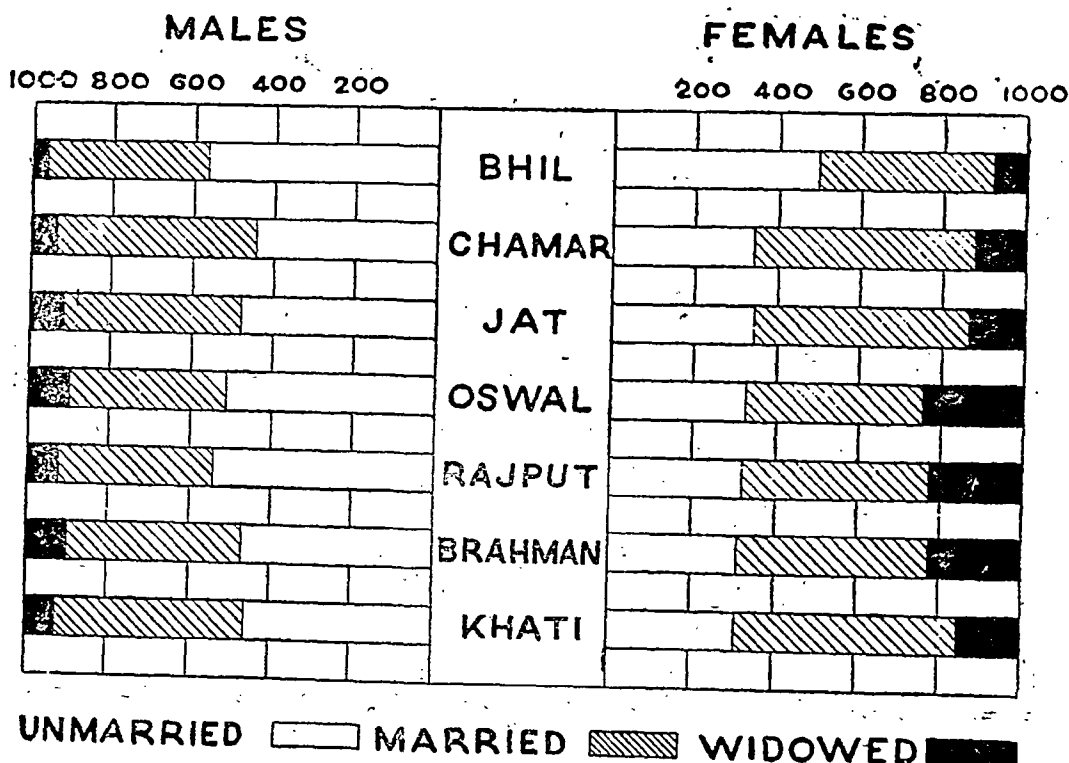 MALES FEMALES
1000 800 600 400 200 200 400 600 800 1000
BHIL
CHAMAR
JAT
OSWAL
RAJPUT
BRAHMAN
KHATI
UNMARRIED MARRIED WIDOWED